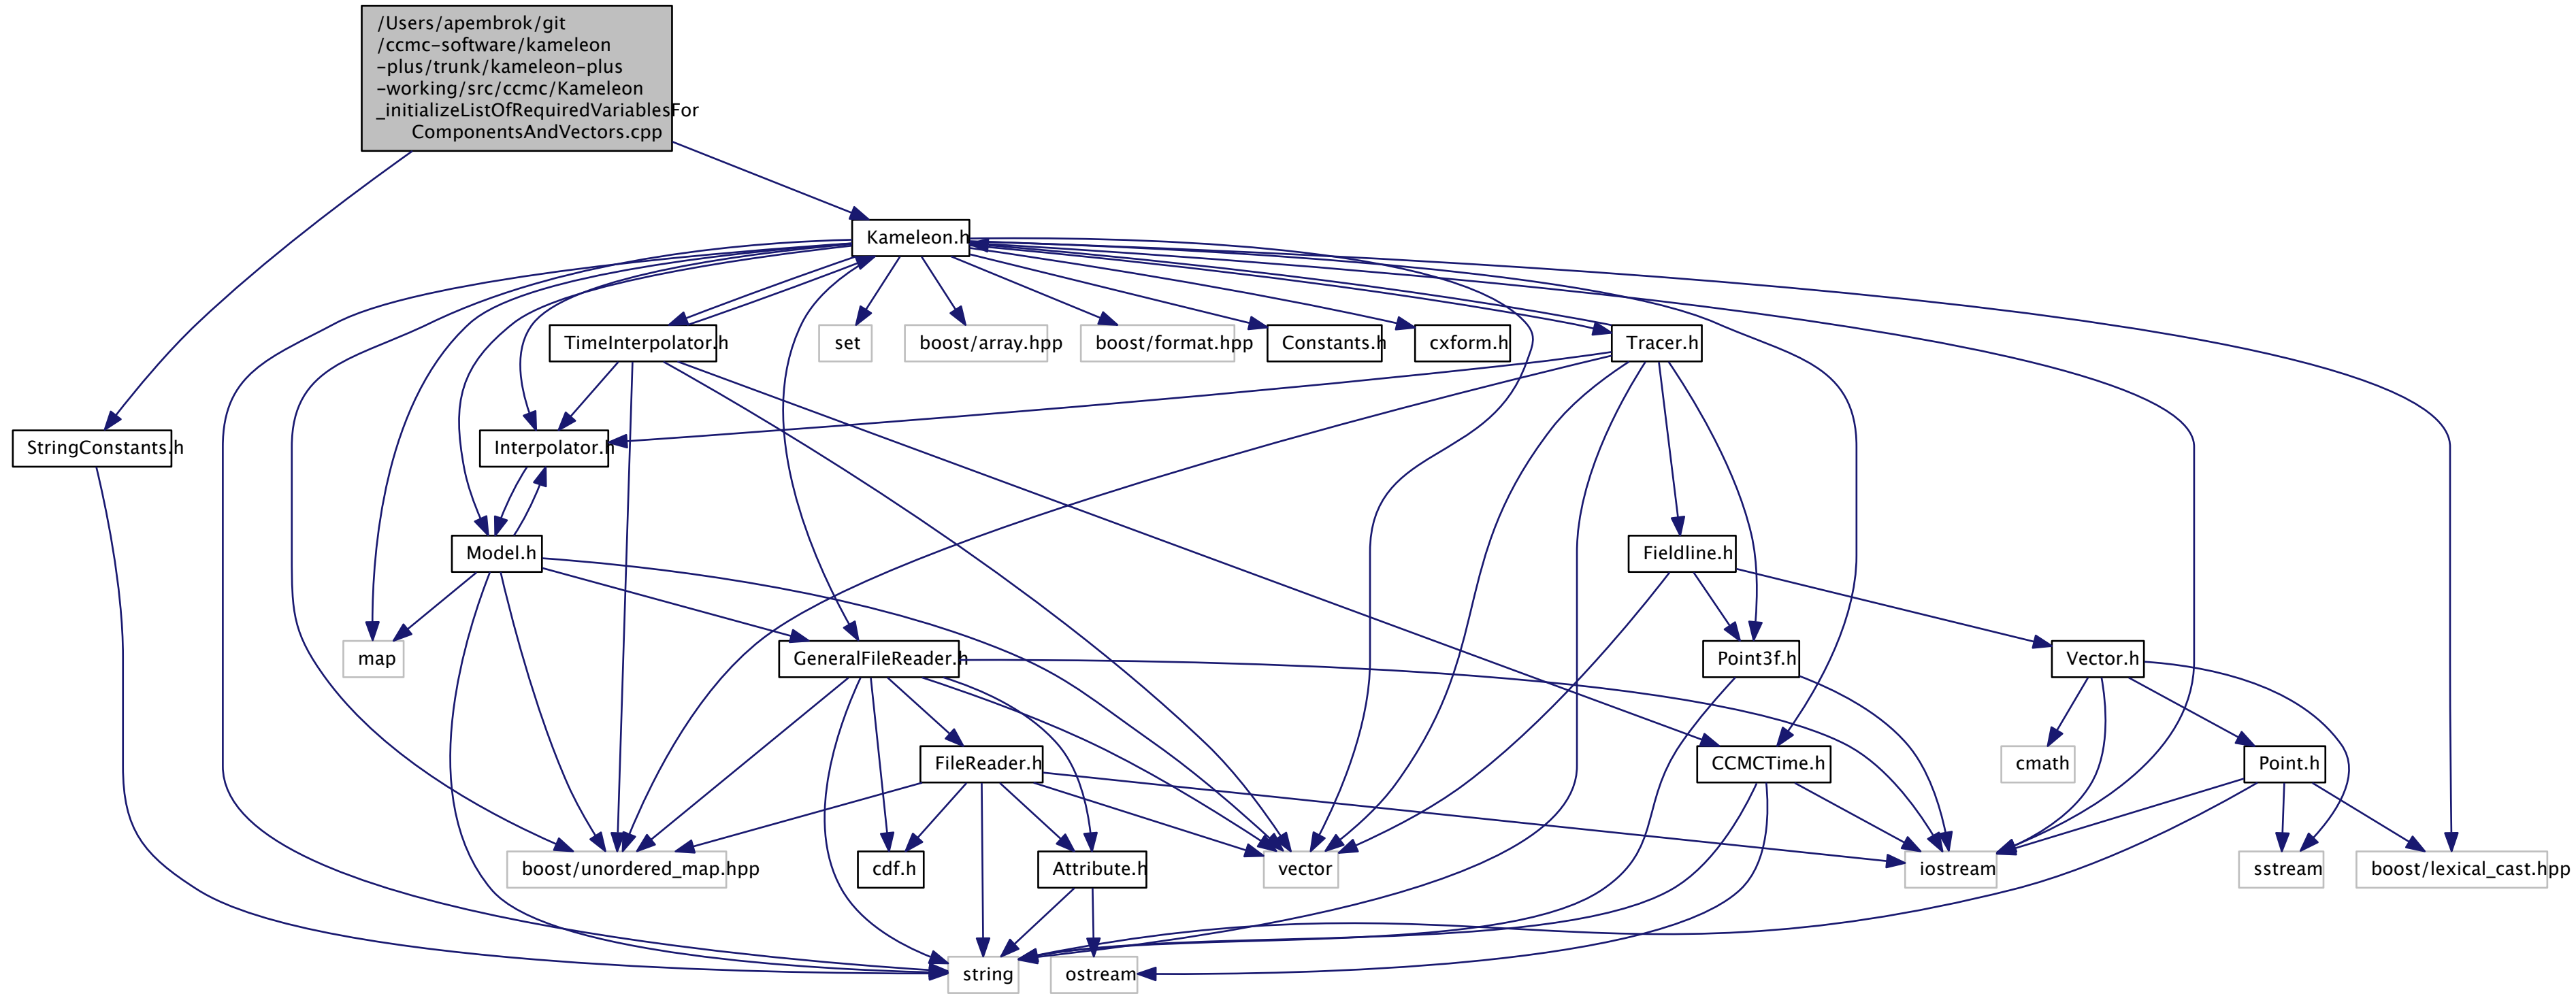 /Users/apembrok/git
/ccmc-software/kameleon
-plus/trunk/kameleon-plus
-working/src/ccmc/Kameleon
_initializeListOfRequiredVariablesFor
ComponentsAndVectors.cpp
Kameleon.h
TimeInterpolator.h
set
boost/array.hpp
boost/format.hpp
Constants.h
cxform.h
Tracer.h
StringConstants.h
Interpolator.h
Model.h
Fieldline.h
map
GeneralFileReader.h
Point3f.h
Vector.h
FileReader.h
CCMCTime.h
cmath
Point.h
boost/unordered_map.hpp
cdf.h
Attribute.h
vector
iostream
sstream
boost/lexical_cast.hpp
string
ostream